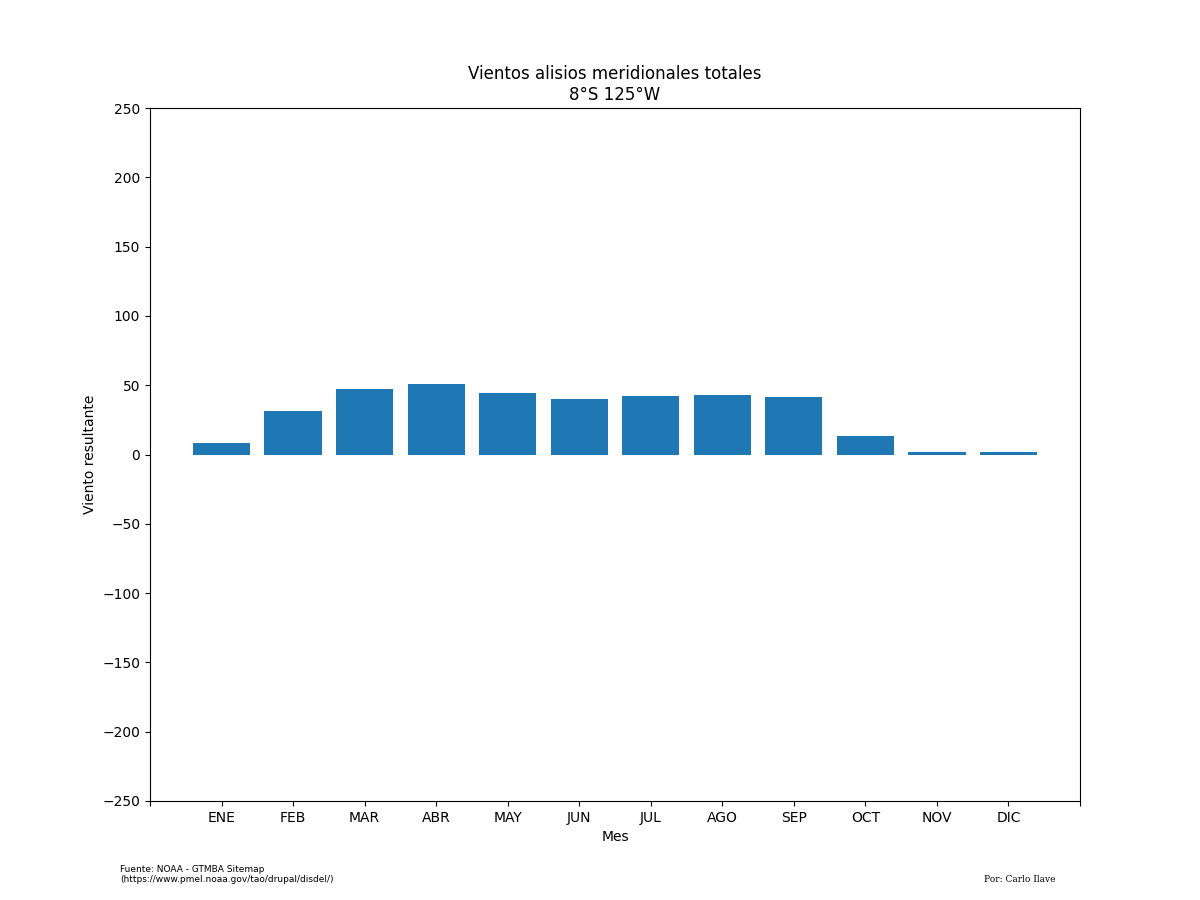 Vientos alisios meridionales totales
8°S 125°W
250
200
150
100
50
0
−50
−100
−150
−200
−250
Viento resultante
ENE FEB MAR ABR MAY JUN JUL AGO SEP OCT NOV DIC
Mes
Fuente: NOAA - GTMBA Sitemap
(https://www.pmel.noaa.gov/tao/drupal/disdel/)
Por: Carlo Ilave